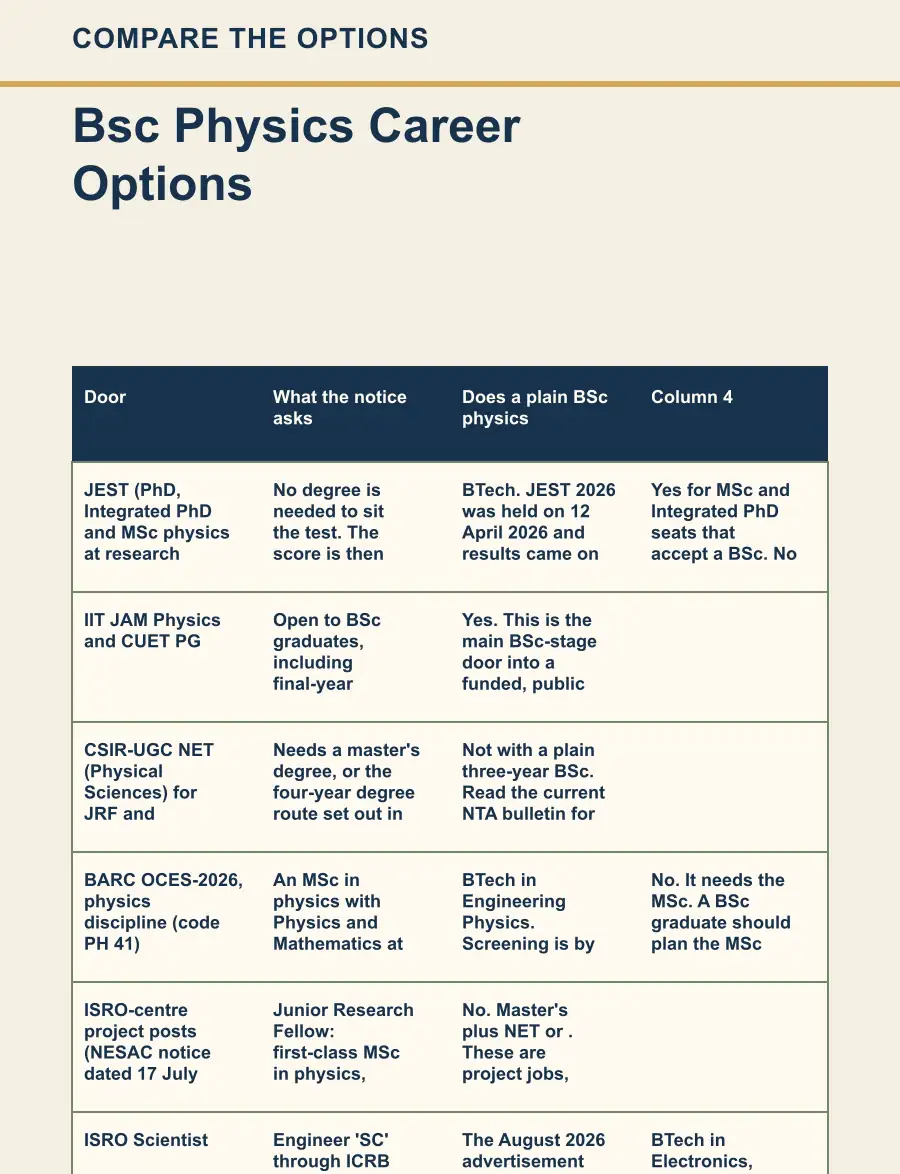 COMPARE THE OPTIONS
Bsc Physics Career
Options
Door
What the notice
asks
Does a plain BSc
physics
Column 4
JEST (PhD,
Integrated PhD
and MSc physics
at research
No degree is
needed to sit
the test. The
score is then
BTech. JEST 2026
was held on 12
April 2026 and
results came on
Yes for MSc and
Integrated PhD
seats that
accept a BSc. No
IIT JAM Physics
and CUET PG
Open to BSc
graduates,
including
final-year
Yes. This is the
main BSc-stage
door into a
funded, public
CSIR-UGC NET
(Physical
Sciences) for
JRF and
Needs a master's
degree, or the
four-year degree
route set out in
Not with a plain
three-year BSc.
Read the current
NTA bulletin for
BARC OCES-2026,
physics
discipline (code
PH 41)
An MSc in
physics with
Physics and
Mathematics at
BTech in
Engineering
Physics.
Screening is by
No. It needs the
MSc. A BSc
graduate should
plan the MSc
ISRO-centre
project posts
(NESAC notice
dated 17 July
Junior Research
Fellow:
first-class MSc
in physics,
No. Master's
plus NET or .
These are
project jobs,
ISRO Scientist
Engineer 'SC'
through ICRB
The August 2026
advertisement
BTech in
Electronics,